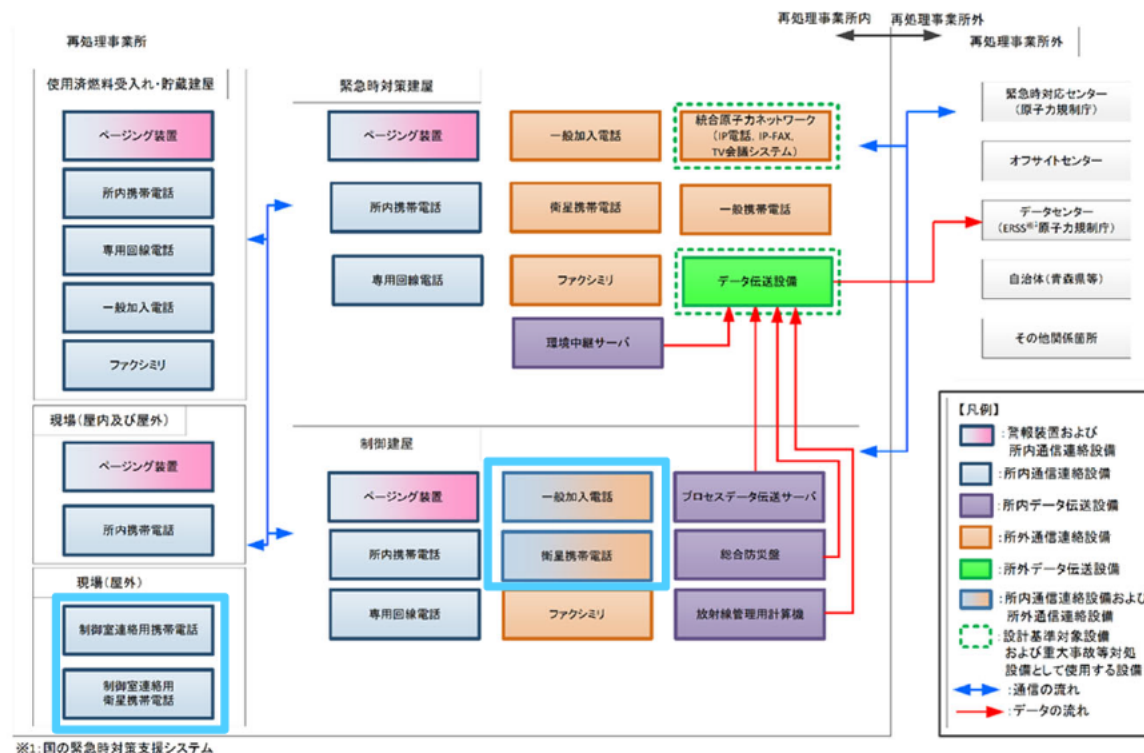 再処理事業所内
再処理事業所外
再処理事業所
再処理事業所外
使用済燃料受入れ・貯蔵建屋
ページング装置
所内携帯電話
専用回線電話
一般加入電話
ファクシミリ
現場(屋内及び屋外)
ページング装置
所内携帯電話
現場(屋外)
制御室連絡用携帯電話
制御室連絡用
衛星携帯電話
緊急時対策建屋
ページング装置
一般加入電話
統合原子力ネットワーク
(IP電話, IP-FAX,
TV会議システム)
所内携帯電話
衛星携帯電話
一般携帯電話
専用回線電話
ファクシミリ
データ伝送設備
環境中継サーバ
制御建屋
ページング装置
一般加入電話
プロセスデータ伝送サーバ
所内携帯電話
衛星携帯電話
総合防災盤
専用回線電話
ファクシミリ
放射線管理用計算機
緊急時対応センター
(原子力規制庁)
オフサイトセンター
データセンター
(ERSS※1原子力規制庁)
自治体(青森県等)
その他関係箇所
【凡例】
:警報装置および
所内通信連絡設備
:所内通信連絡設備
:所内データ伝送設備
:所外通信連絡設備
:所外データ伝送設備
:所内通信連絡設備および
所外通信連絡設備
:設計基準対象設備
および重大事故等対処
設備として使用する設備
:通信の流れ
:データの流れ
※1:国の緊急時対策支援システム